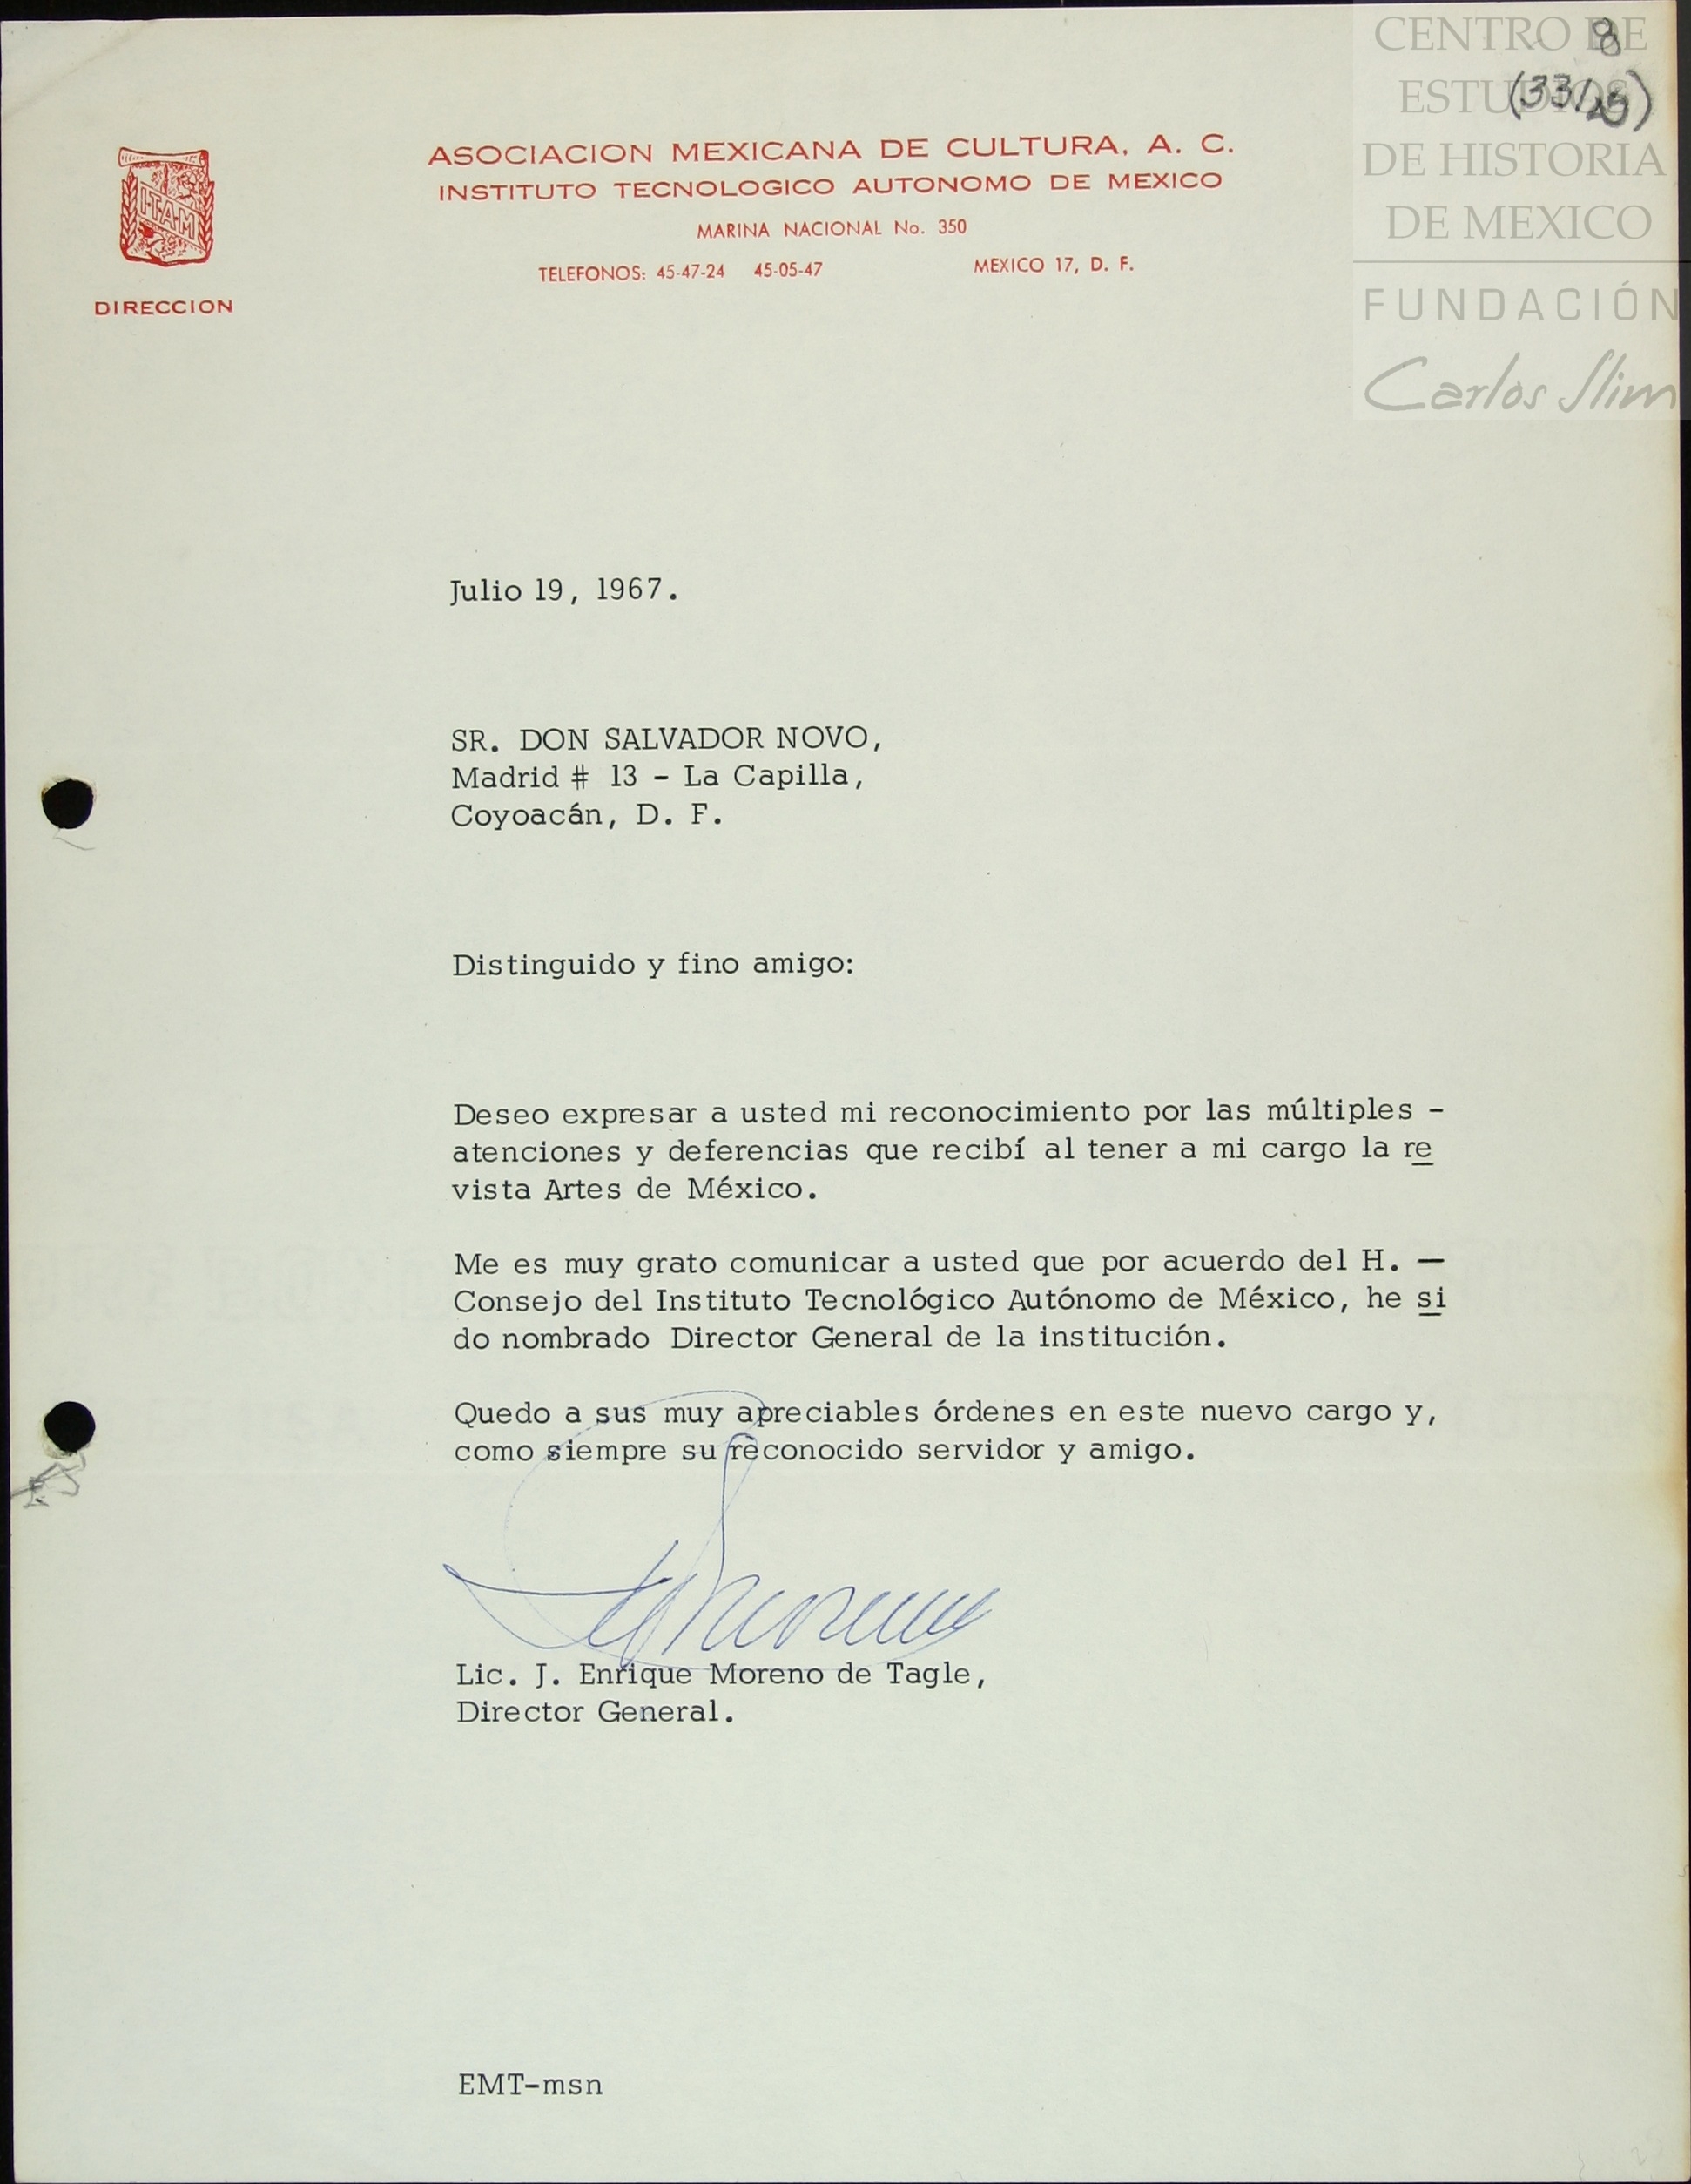 CENTRO DE
ESTUDIOS
DE HISTORIA
DE MEXICO
FUNDACIÓN
Carlos Slim
8
ASOCIACION MEXICANA DE CULTURA, A. C.
INSTITUTO TECNOLOGICO AUTONOMO DE MEXICO
MARINA NACIONAL No. 350
TELEFONOS: 45-47-24 45-05-47 MEXICO 17, D. F.
I-T-A-M
DIRECCION
Julio 19, 1967.
SR. DON SALVADOR NOVO,
Madrid # 13 - La Capilla,
Coyoacán, D. F.
Distinguido y fino amigo:
Deseo expresar a usted mi reconocimiento por las múltiples -
atenciones y deferencias que recibí al tener a mi cargo la re
vista Artes de México.
Me es muy grato comunicar a usted que por acuerdo del H. —
Consejo del Instituto Tecnológico Autónomo de México, he si
do nombrado Director General de la institución.
Quedo a sus muy apreciables órdenes en este nuevo cargo y,
como siempre su reconocido servidor y amigo.
Lic. J. Enrique Moreno de Tagle,
Director General.
EMT-msn